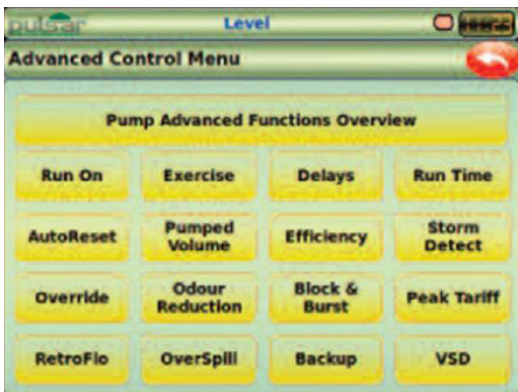 pulsar
Level
Advanced Control Menu
Pump Advanced Functions Overview
Run On
Exercise
Delays
Run Time
AutoReset
Pumped
Volume
Efficiency
Storm
Detect
Override
Odour
Reduction
Block &
Burst
Peak Tariff
RetroFlo
OverSpill
Backup
VSD